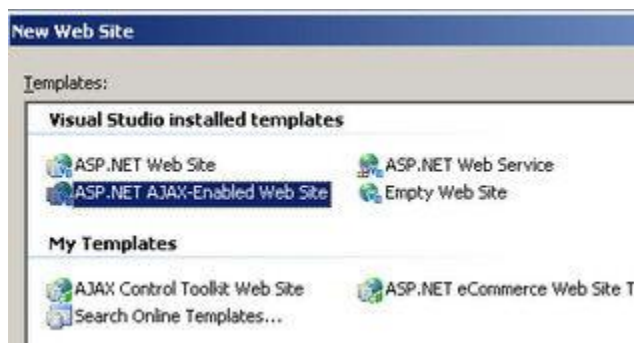 New Web Site
Templates:
Visual Studio installed templates
ASP.NET Web Site ASP.NET Web Service
ASP.NET AJAX-Enabled Web Site Empty Web Site
My Templates
AJAX Control Toolkit Web Site ASP.NET eCommerce Web Site T
Search Online Templates...